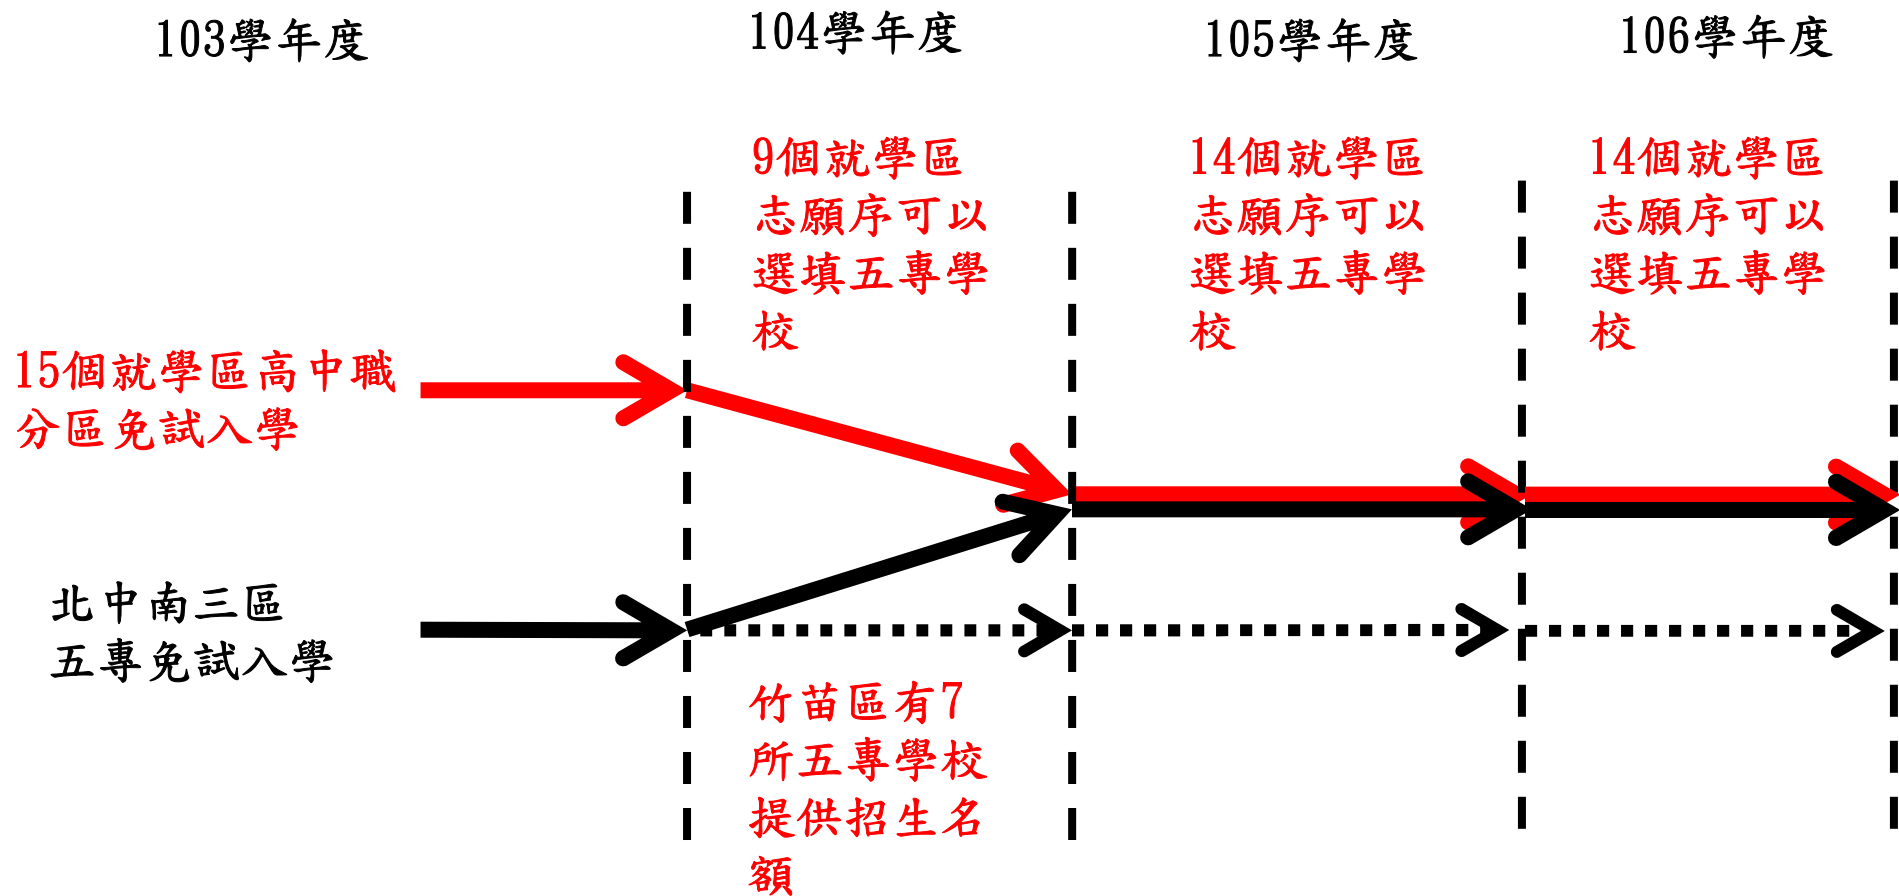 103學年度
104學年度
105學年度
106學年度
9個就學區
志願序可以
選填五專學
校
14個就學區
志願序可以
選填五專學
校
14個就學區
志願序可以
選填五專學
校
15個就學區高中職
分區免試入學
北中南三區
五專免試入學
竹苗區有7
所五專學校
提供招生名
額